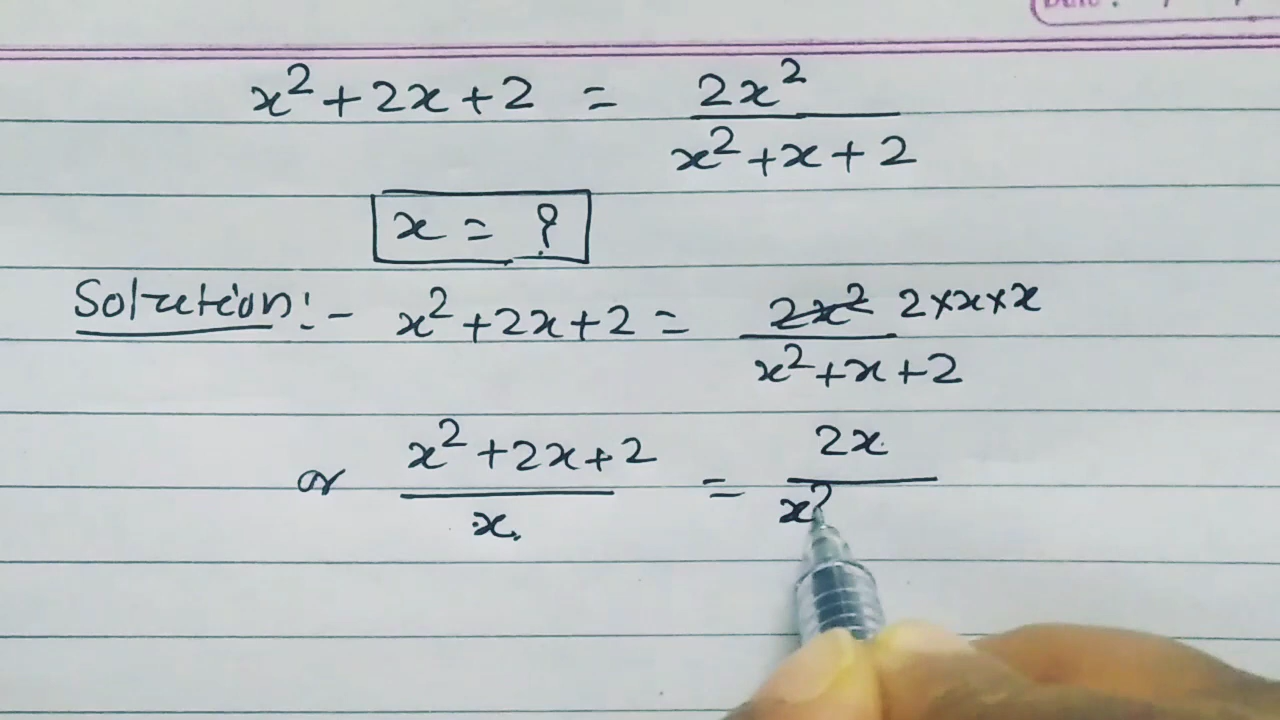 x² + 2x + 2 = 2x² / x² + x + 2
x = ?
Solution:- x² + 2x + 2 = 2x² 2×x×x / x² + x + 2
or x² + 2x + 2 / x = 2x / x²